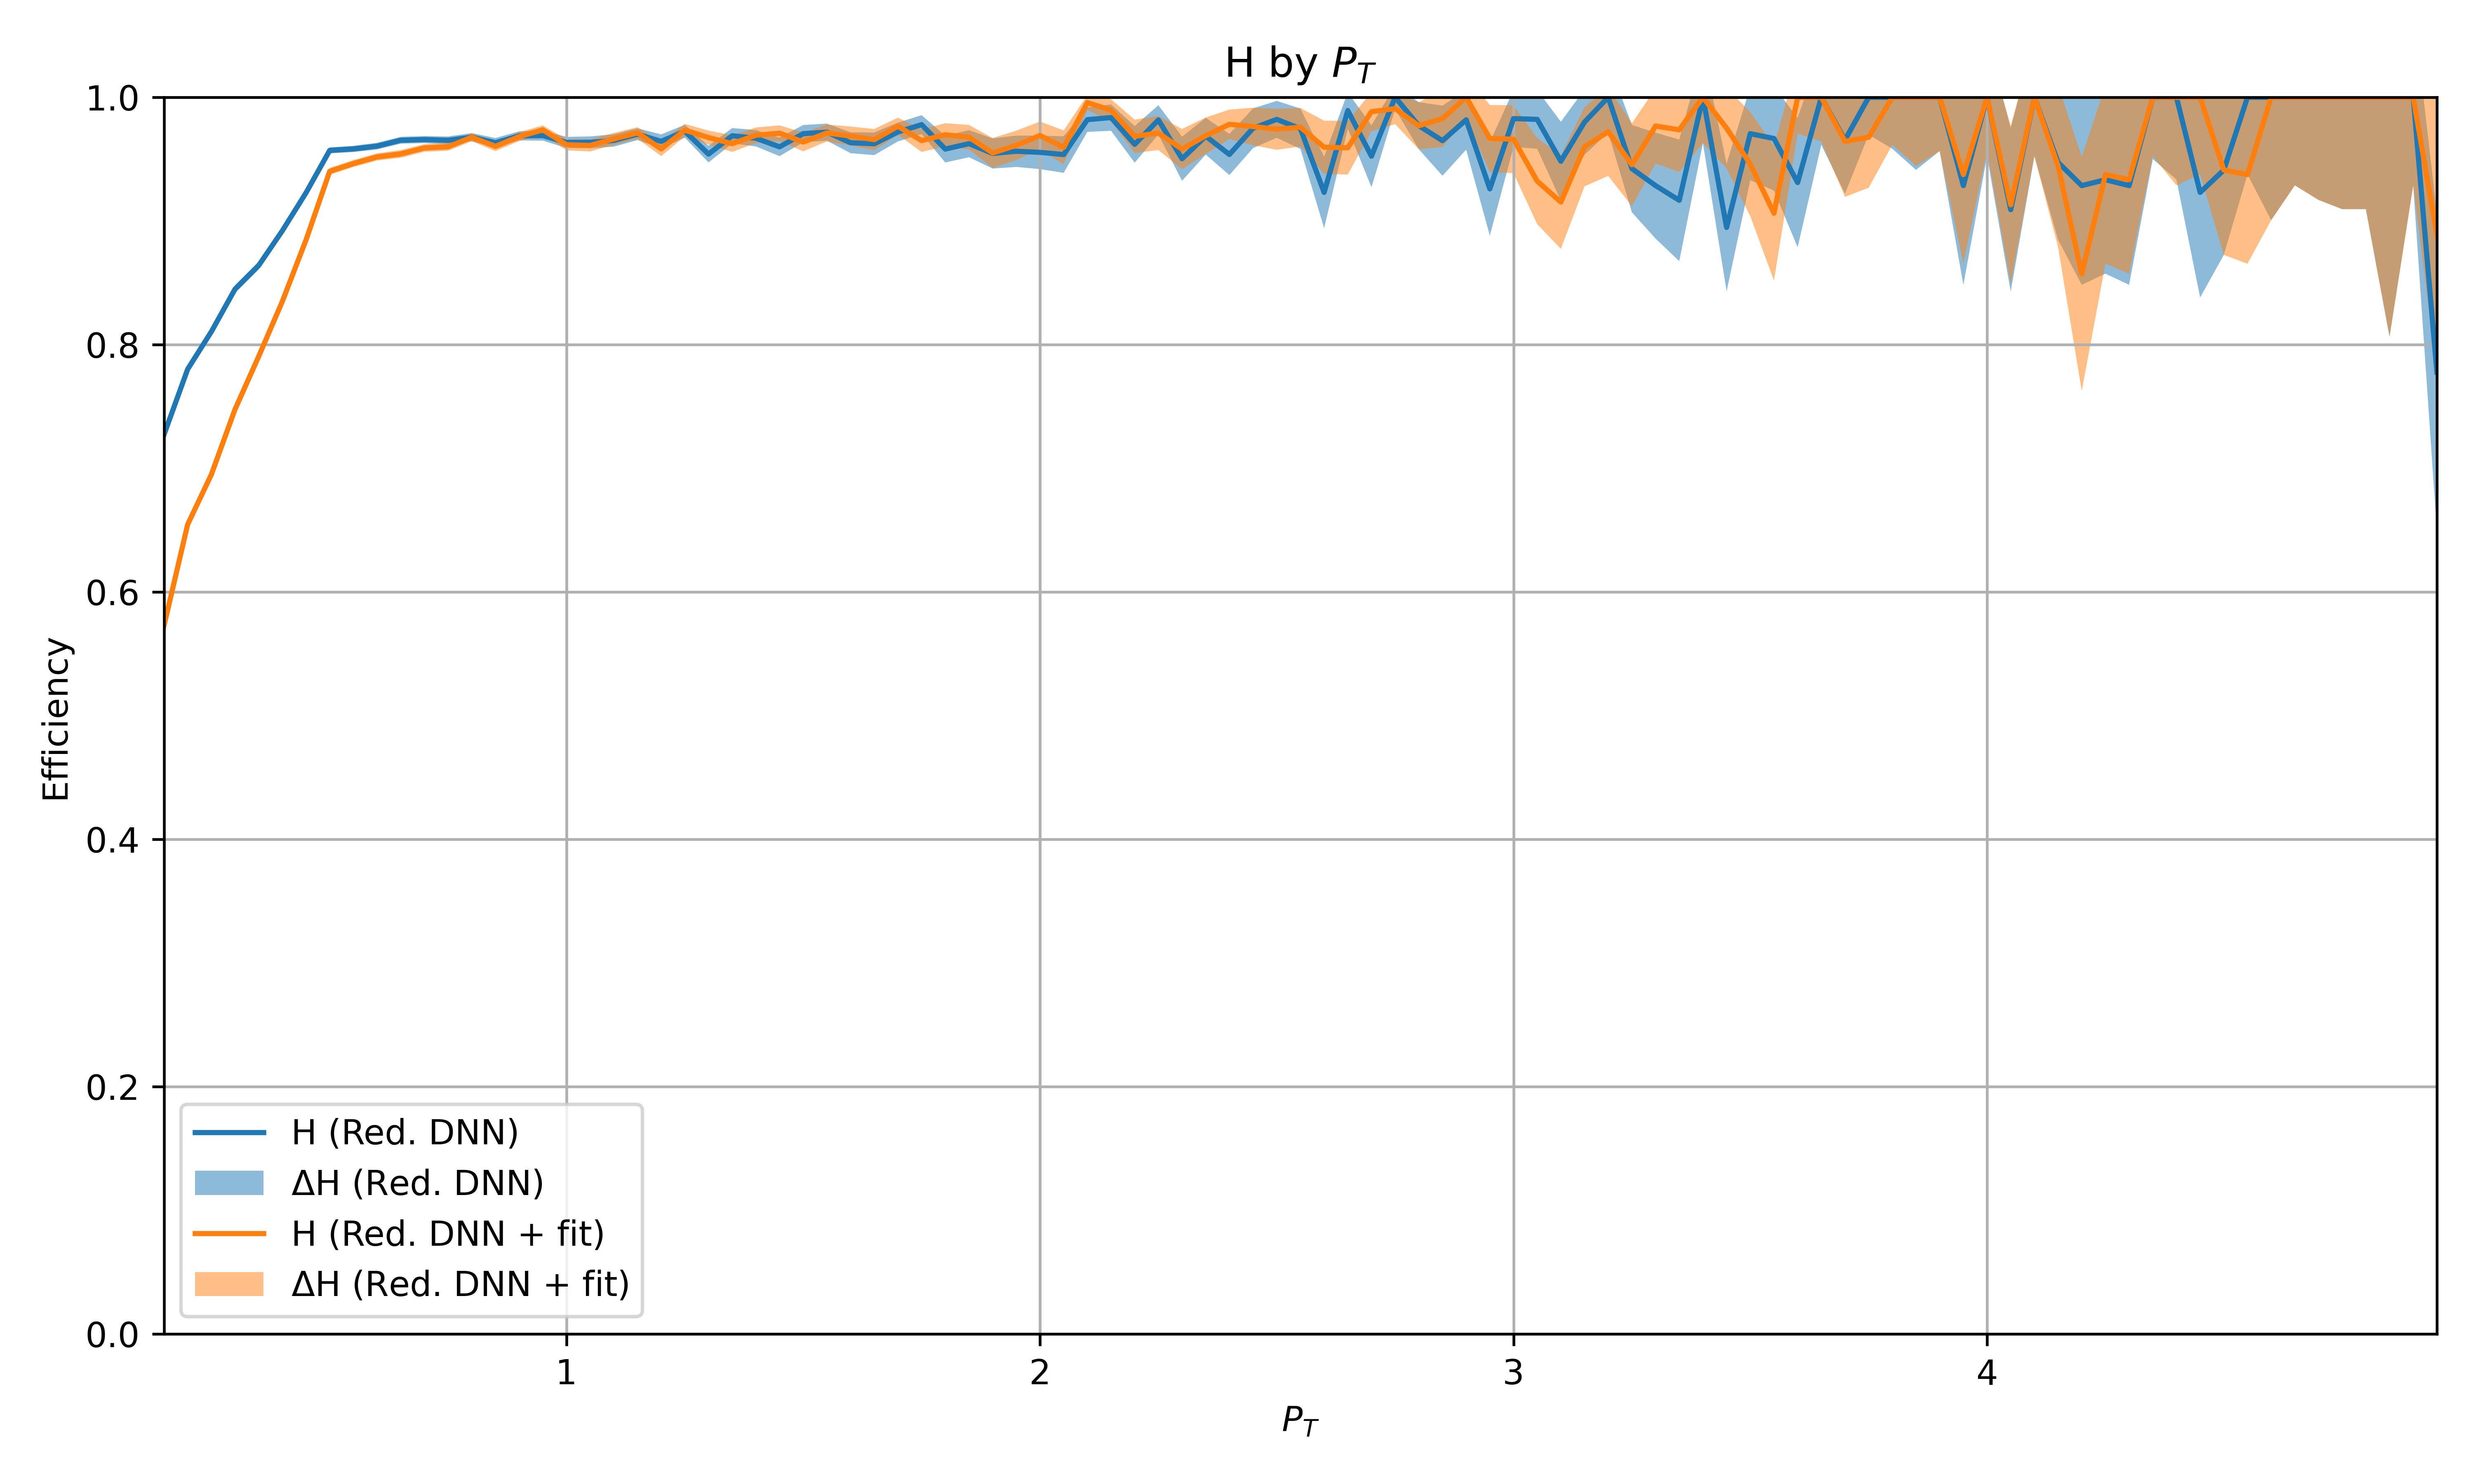 H by P_T
1.0
0.8
0.6
0.4
0.2
0.0
Efficiency
H (Red. DNN)
ΔH (Red. DNN)
H (Red. DNN + fit)
ΔH (Red. DNN + fit)
1 2 3 4
P_T